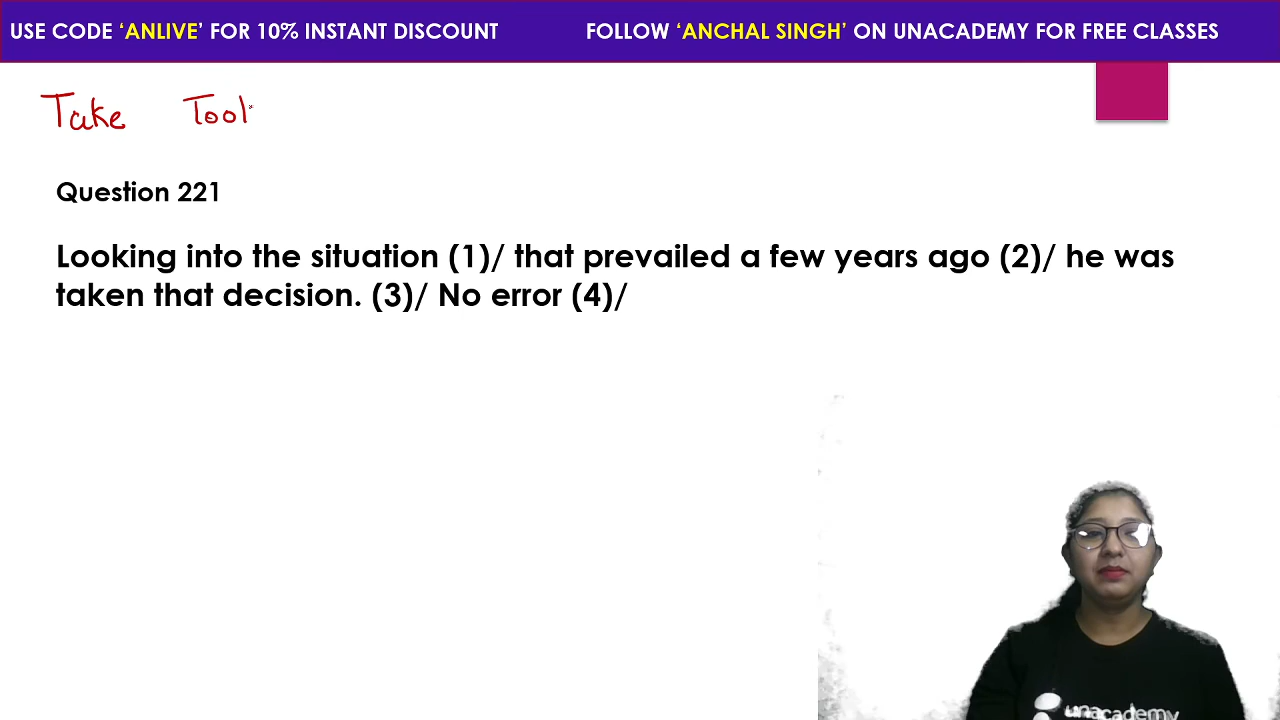 USE CODE ‘ANLIVE’ FOR 10% INSTANT DISCOUNT FOLLOW ‘ANCHAL SINGH’ ON UNACADEMY FOR FREE CLASSES
Take Tool
Question 221
Looking into the situation (1)/ that prevailed a few years ago (2)/ he was
taken that decision. (3)/ No error (4)/
unacademy